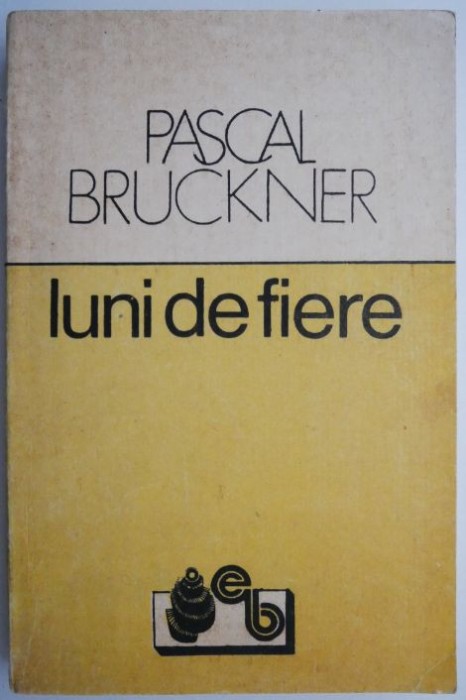 PASCAL
BRUCKNER
luni de fiere
eb